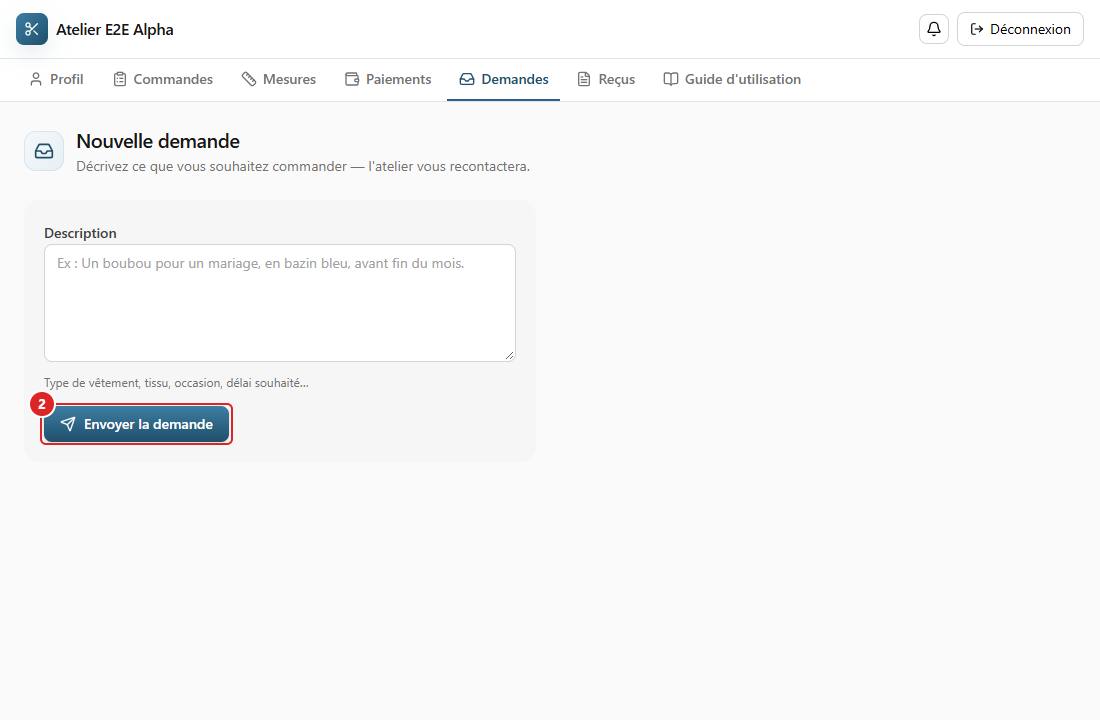 Atelier E2E Alpha
Déconnexion
Profil
Commandes
Mesures
Paiements
Demandes
Reçus
Guide d'utilisation
Nouvelle demande
Décrivez ce que vous souhaitez commander — l'atelier vous recontactera.
Description
Ex : Un boubou pour un mariage, en bazin bleu, avant fin du mois.
Type de vêtement, tissu, occasion, délai souhaité...
2
Envoyer la demande